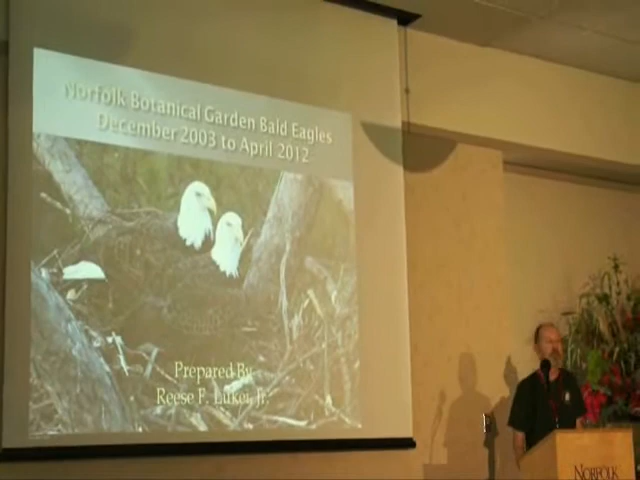 Norfolk Botanical Garden Bald Eagles
December 2003 to April 2012
Prepared By
Reese F. Lukei, Jr.
NORFOLK